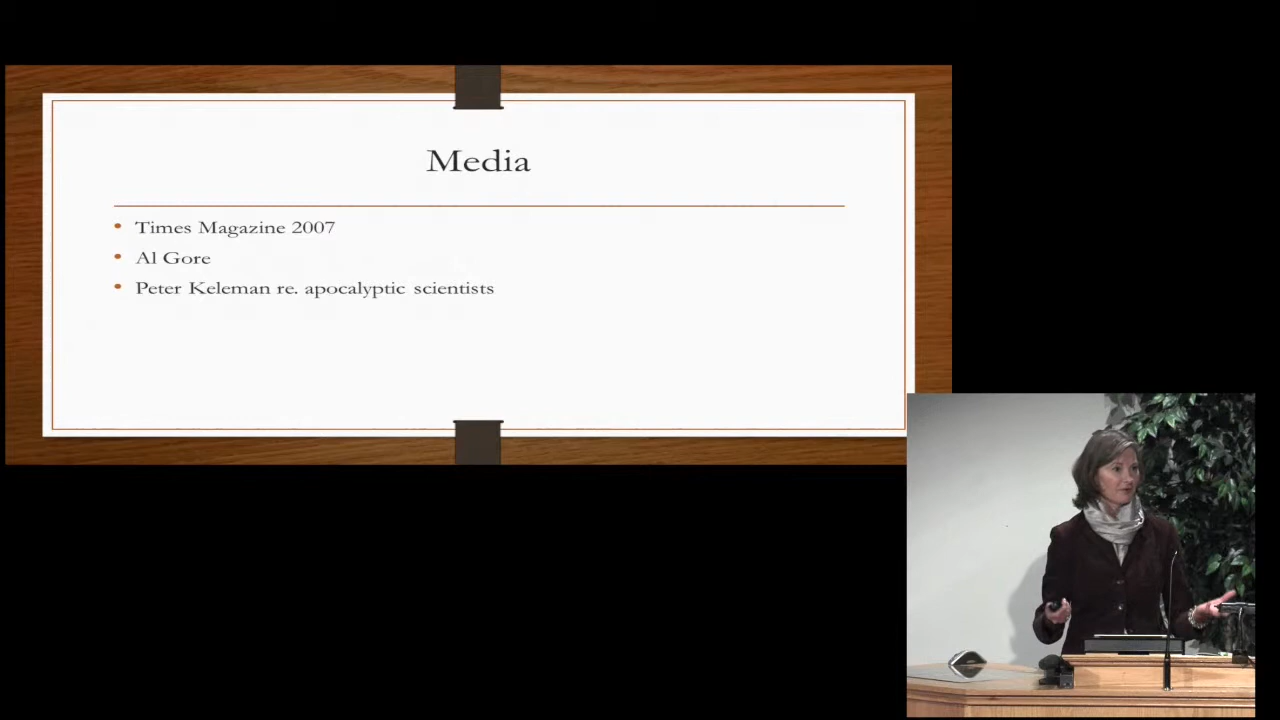 Media
Times Magazine 2007
Al Gore
Peter Keleman re. apocalyptic scientists